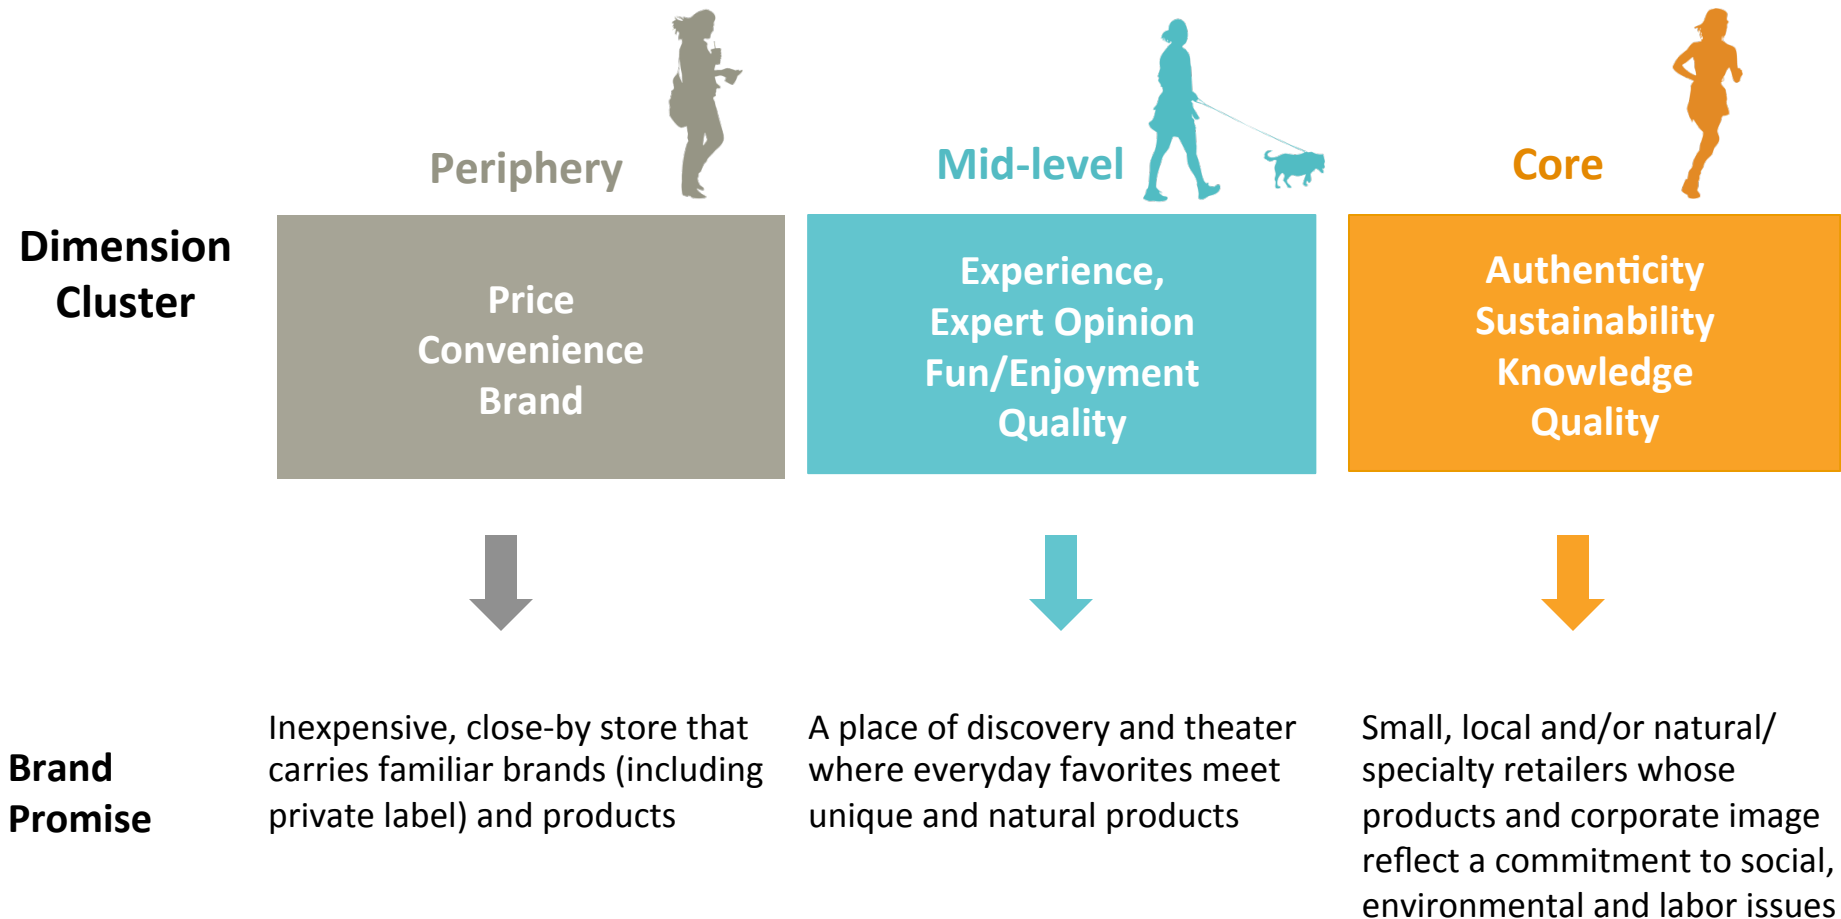 Periphery
Mid-level
Core
Dimension
Cluster
Price
Convenience
Brand
Experience,
Expert Opinion
Fun/Enjoyment
Quality
Authenticity
Sustainability
Knowledge
Quality
Brand
Promise
Inexpensive, close-by store that
carries familiar brands (including
private label) and products
A place of discovery and theater
where everyday favorites meet
unique and natural products
Small, local and/or natural/
specialty retailers whose
products and corporate image
reflect a commitment to social,
environmental and labor issues